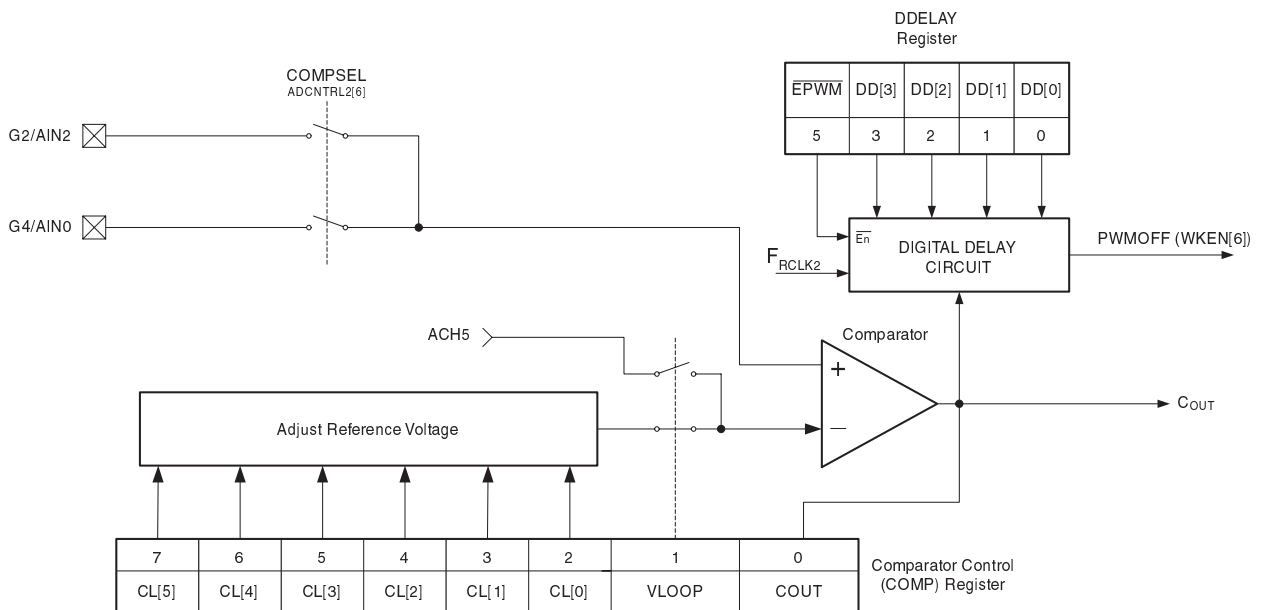 DDELAY
Register
EPWM DD[3] DD[2] DD[1] DD[0]
5 3 2 1 0
COMPSEL
ADCNTRL2[6]
G2/AIN2
G4/AIN0
En
DIGITAL DELAY
CIRCUIT
FRCLK2
PWMOFF (WKEN[6])
ACH5
Comparator
+
—
COUT
Adjust Reference Voltage
7 6 5 4 3 2 1 0
CL[5] CL[4] CL[3] CL[2] CL[1] CL[0] VLOOP COUT
Comparator Control
(COMP) Register